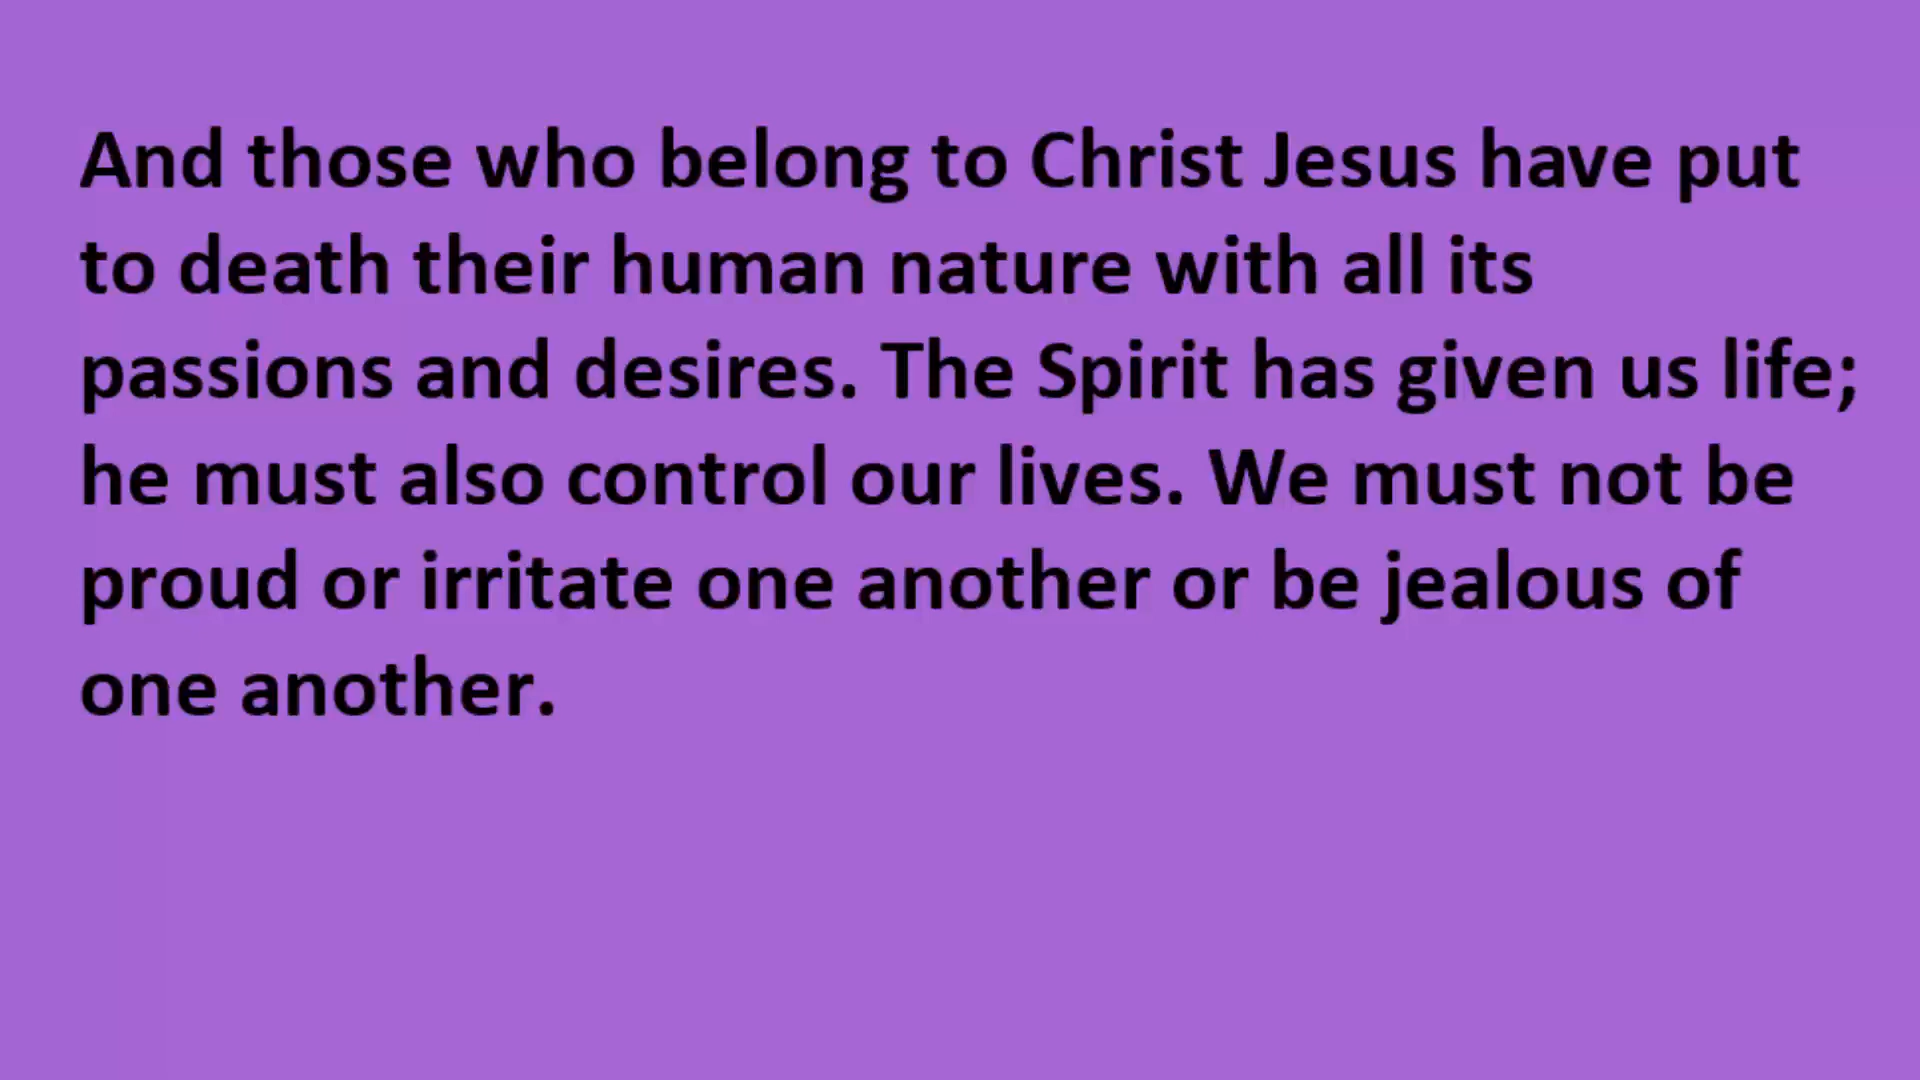 And those who belong to Christ Jesus have put
to death their human nature with all its
passions and desires. The Spirit has given us life;
he must also control our lives. We must not be
proud or irritate one another or be jealous of
one another.